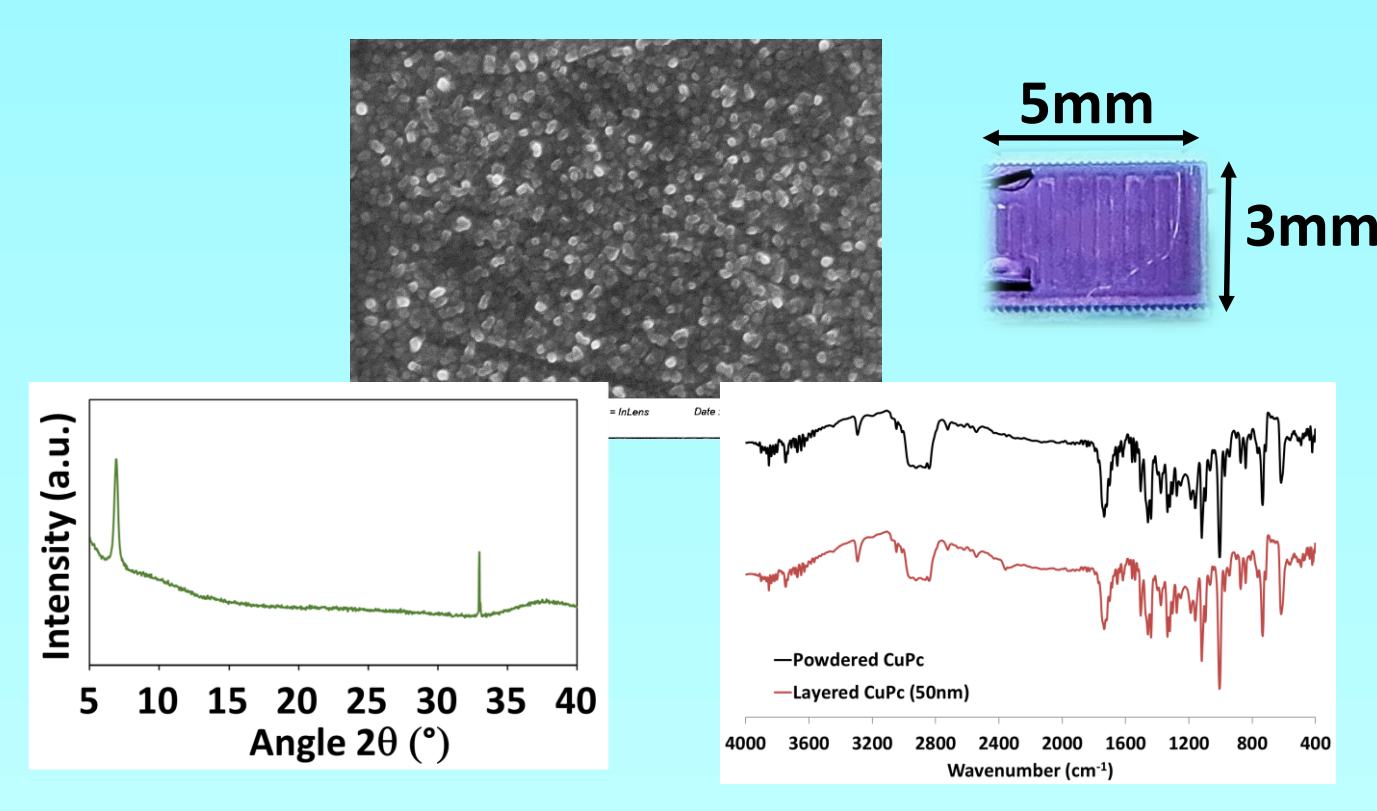 5mm
3mm
= InLens Date :
Intensity (a.u.)
5 10 15 20 25 30 35 40
Angle 2θ (°)
Powdered CuPc
Layered CuPc (50nm)
4000 3600 3200 2800 2400 2000 1600 1200 800 400
Wavenumber (cm⁻¹)